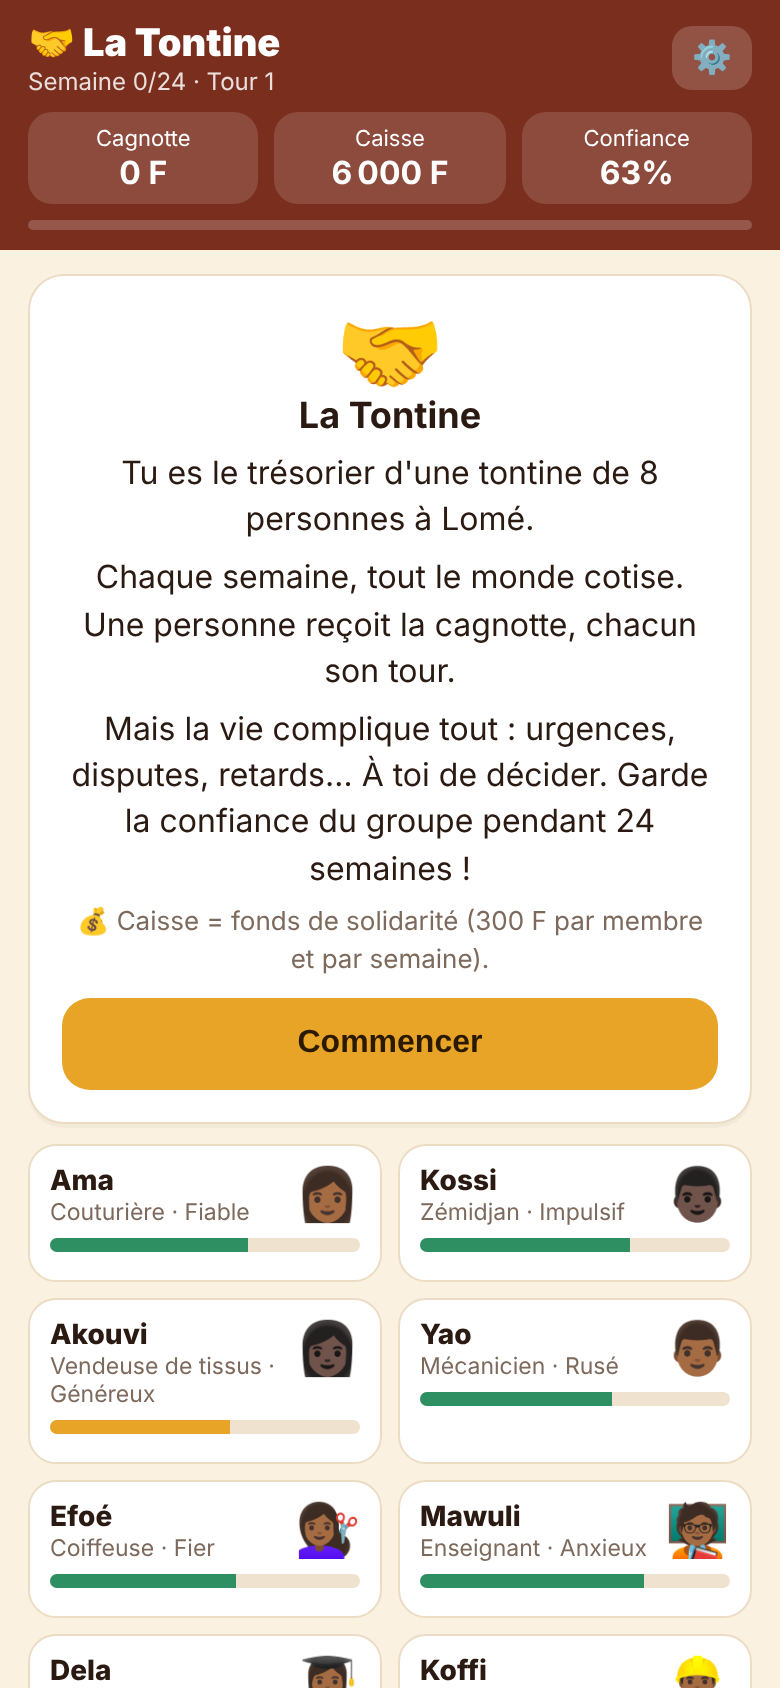 La Tontine
Semaine 0/24 · Tour 1
Cagnotte
0 F
Caisse
6 000 F
Confiance
63%
La Tontine
Tu es le trésorier d'une tontine de 8
personnes à Lomé.
Chaque semaine, tout le monde cotise.
Une personne reçoit la cagnotte, chacun
son tour.
Mais la vie complique tout : urgences,
disputes, retards… À toi de décider. Garde
la confiance du groupe pendant 24
semaines !
Caisse = fonds de solidarité (300 F par membre
et par semaine).
Commencer
Ama
Couturière · Fiable
Kossi
Zémidjan · Impulsif
Akouvi
Vendeuse de tissus ·
Généreux
Yao
Mécanicien · Rusé
Efoé
Coiffeuse · Fier
Mawuli
Enseignant · Anxieux
Dela
Koffi